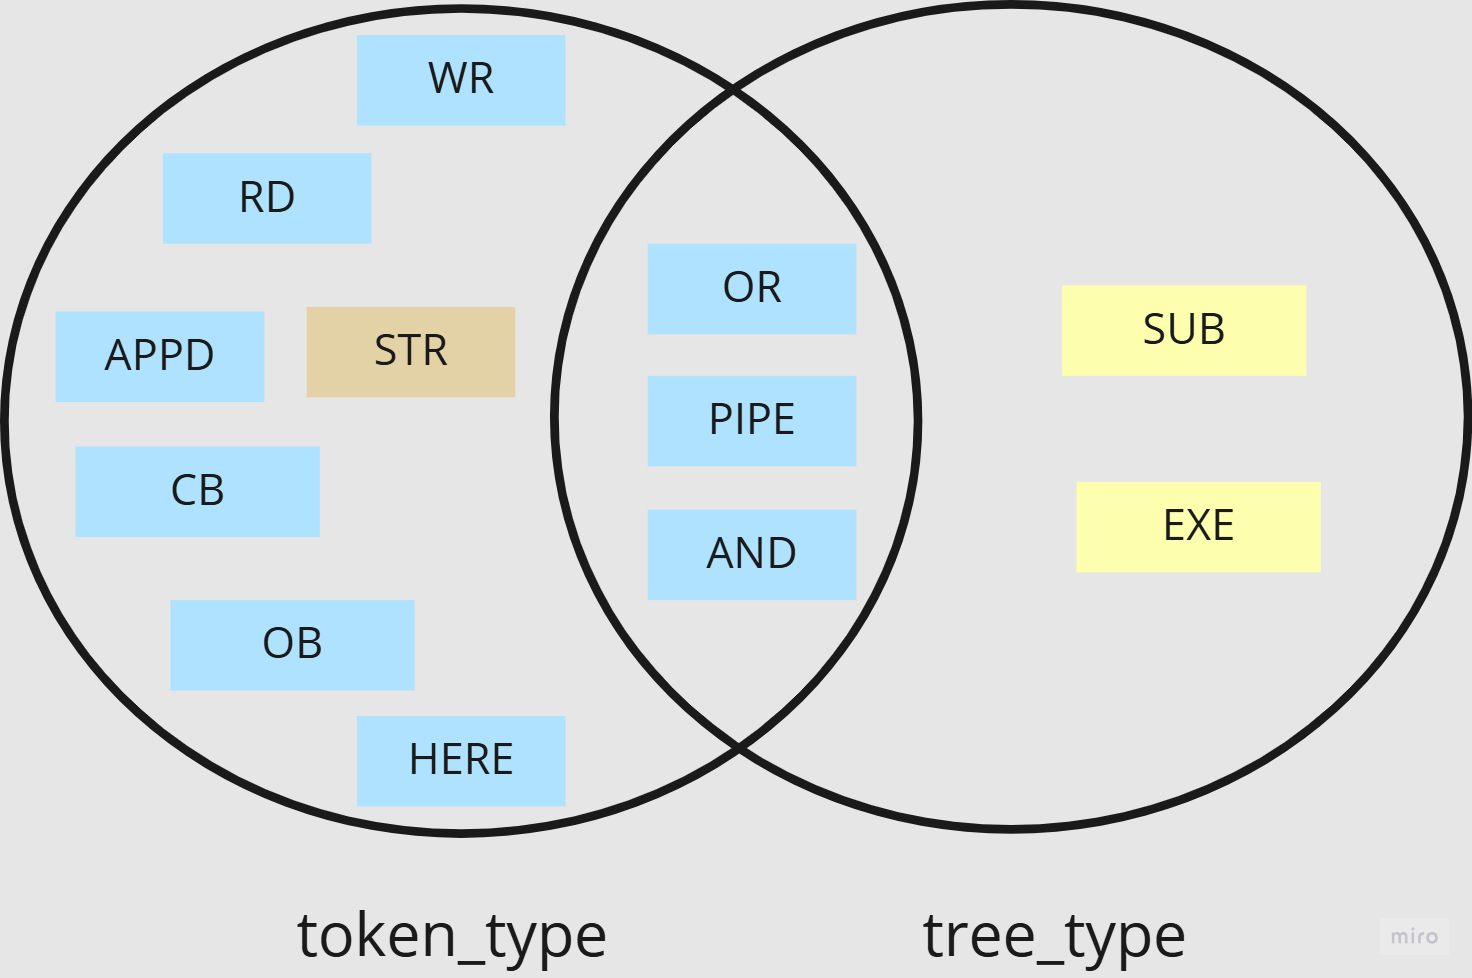 WR
RD
APPD
STR
CB
OB
HERE
OR
PIPE
AND
SUB
EXE
token_type
tree_type
miro